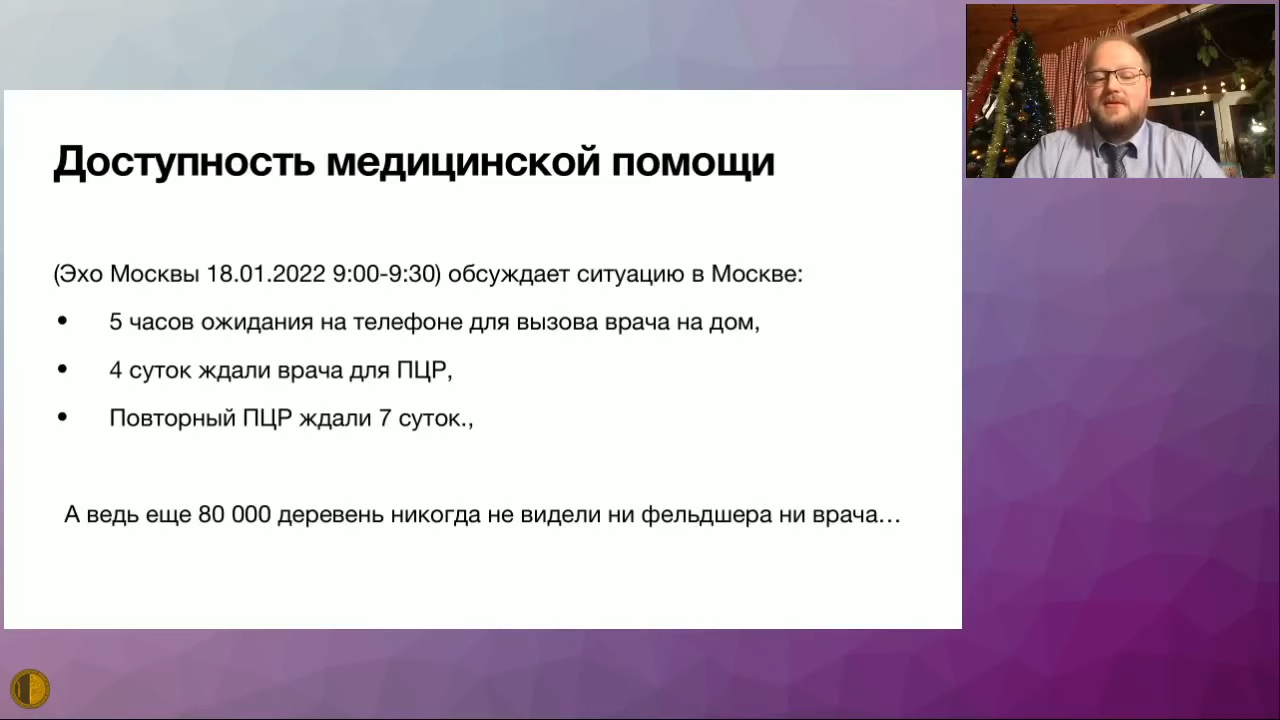 Доступность медицинской помощи
(Эхо Москвы 18.01.2022 9:00-9:30) обсуждает ситуацию в Москве:
• 5 часов ожидания на телефоне для вызова врача на дом,
• 4 суток ждали врача для ПЦР,
• Повторный ПЦР ждали 7 суток.,
А ведь еще 80 000 деревень никогда не видели ни фельдшера ни врача…